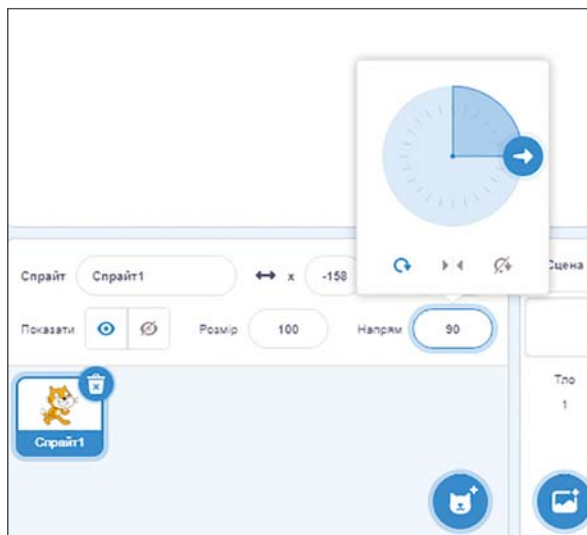 Спрайт Спрайт1 x -158 Сцена
Показати Розмір 100 Напрям 90
Тло
1
Спрайт1